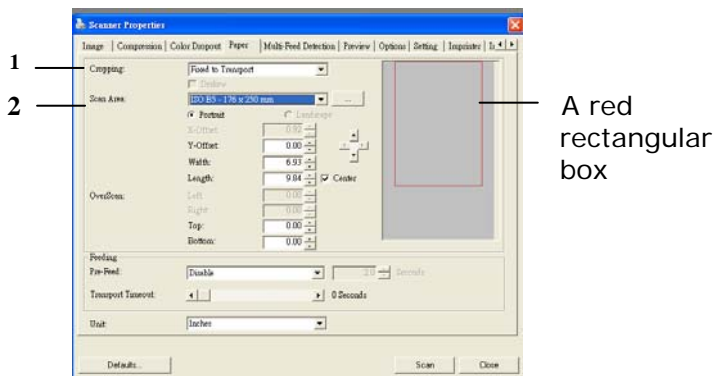 Scanner Properties
Image Compression Color Dropout Paper Multi-Feed Detection Preview Options Setting Imprinter
1 Cropping: Fixed to Transport
Deskew
2 Scan Area: ISO B5 - 176 x 250 mm ...
Portrait Landscape
X-Offset: 0.92
Y-Offset: 0.00
Width: 6.93
Length: 9.84 Center
OverScan: Left: 0.00
Right: 0.00
Top: 0.00
Bottom: 0.00
A red
rectangular
box
Feeding
Pre-Feed: Disable 2.0 Seconds
Transport Timeout: 0 Seconds
Unit: Inches
Defaults... Scan Close